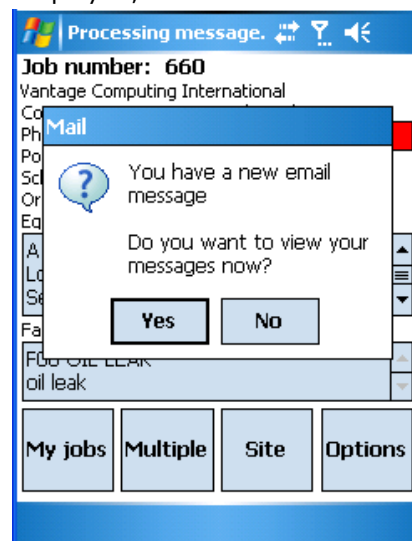 Processing message.
Job number: 660
Vantage Computing International
Mail
You have a new email
message
Do you want to view your
messages now?
Yes No
oil leak
My jobs Multiple Site Options